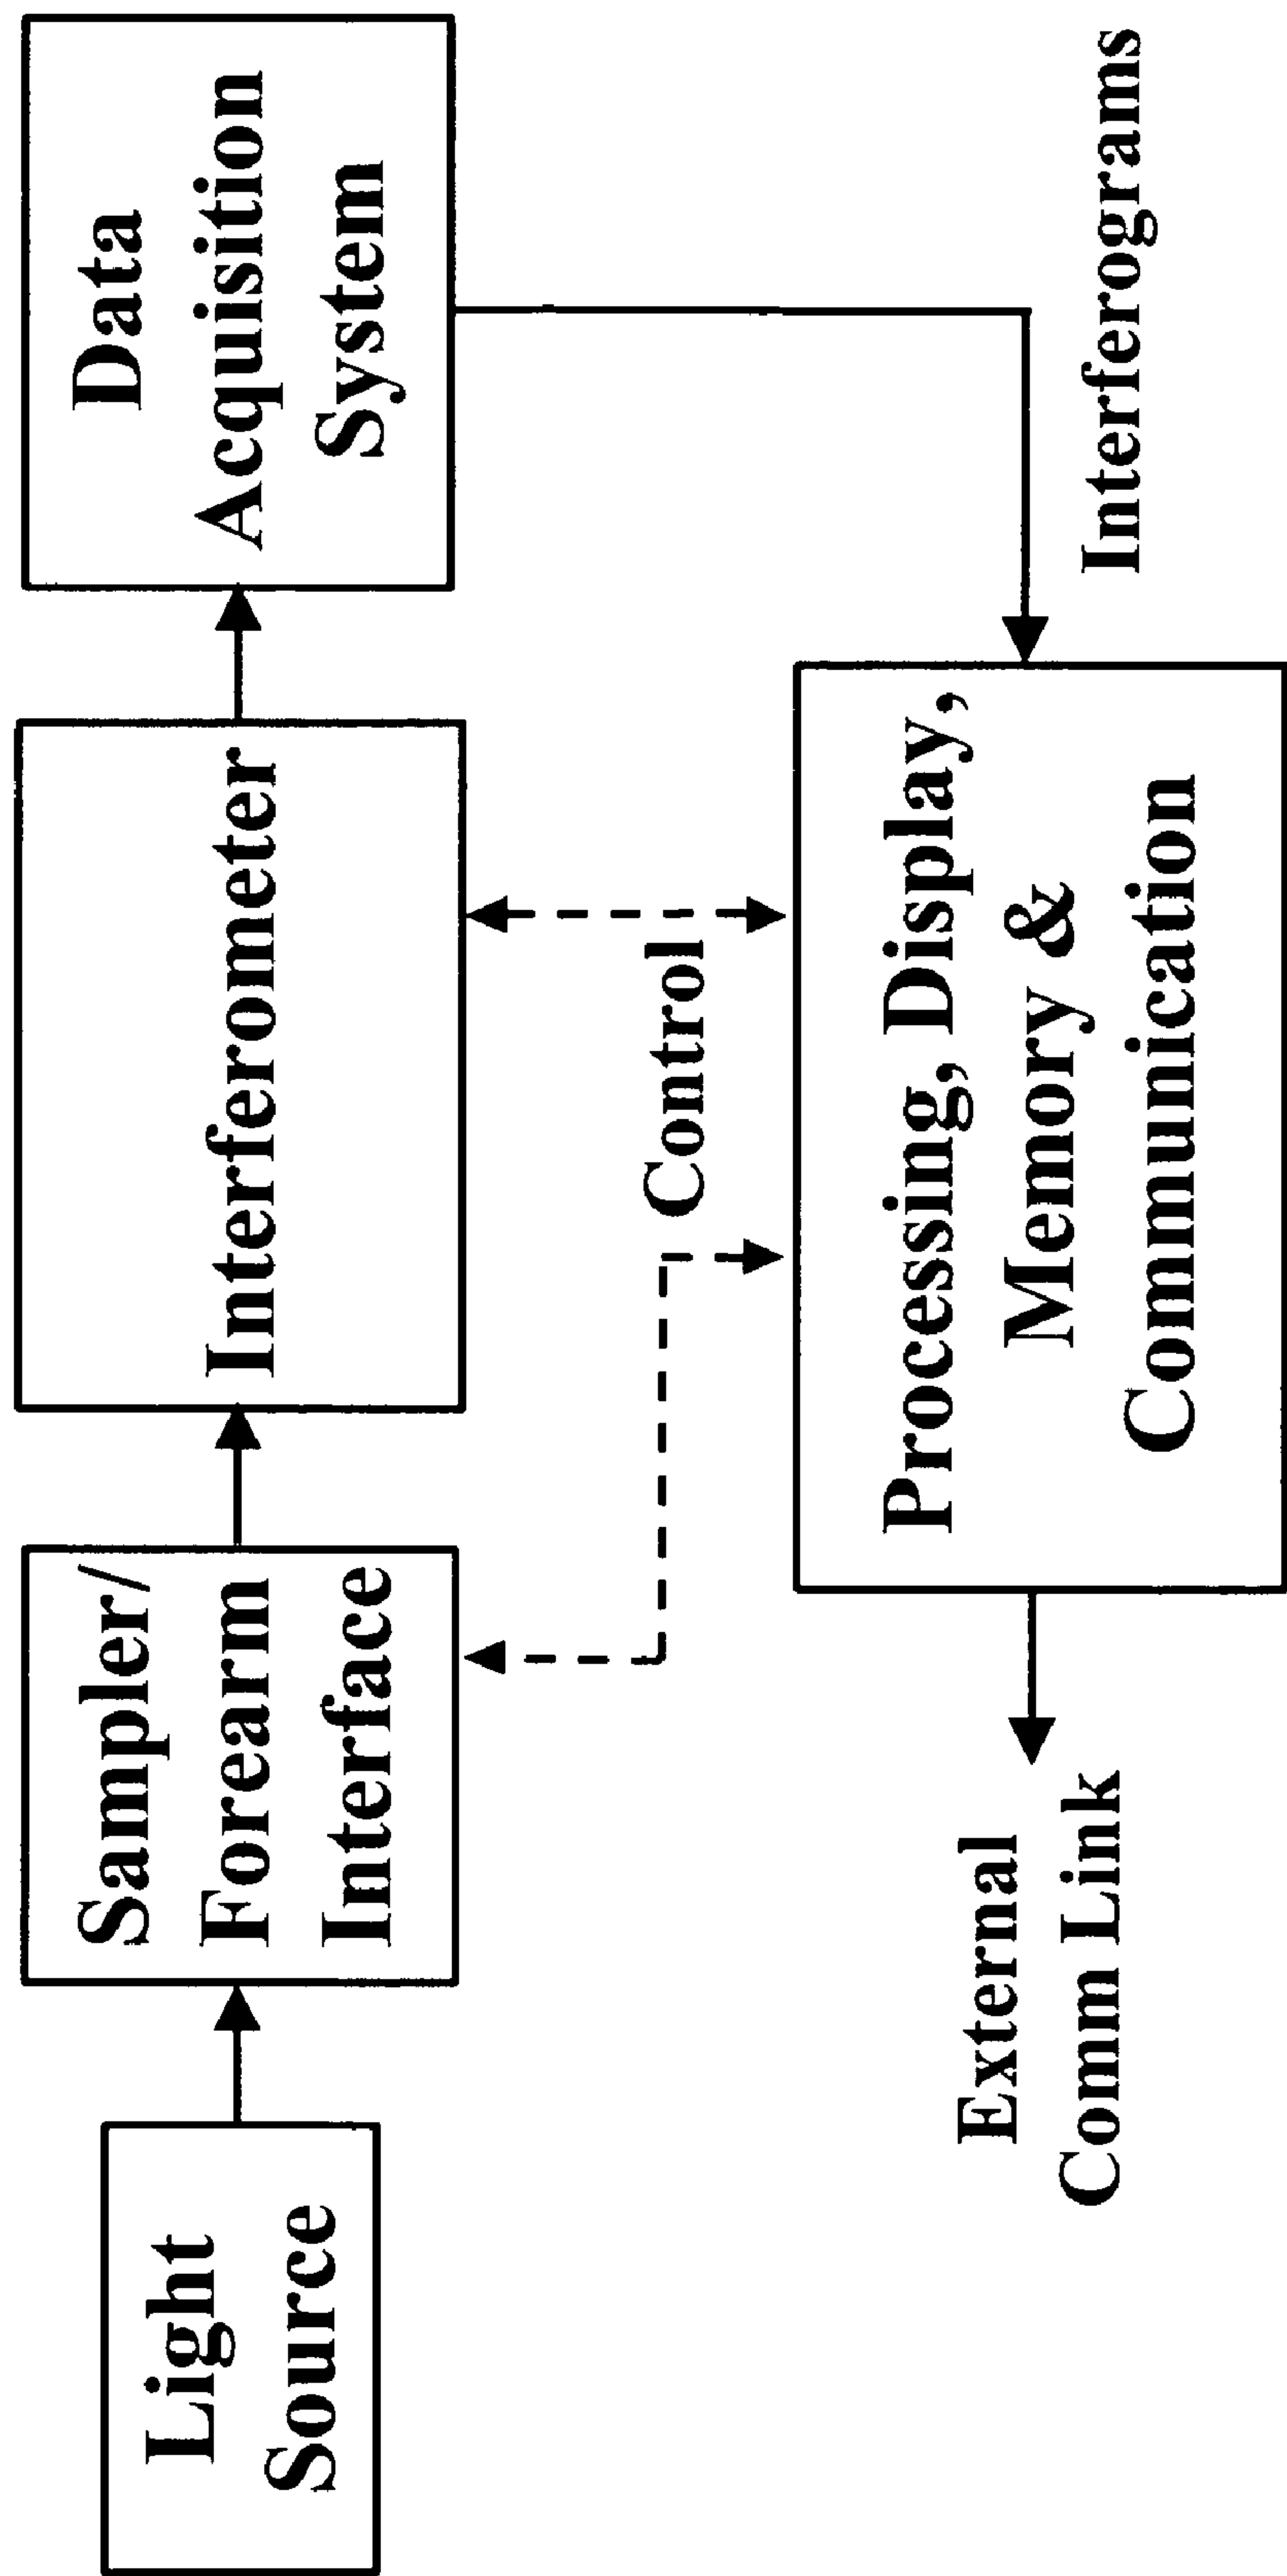 Light
Source
Sampler/
Forearm
Interface
Interferometer
Data
Acquisition
System
Control
Interferograms
Processing, Display,
Memory &
Communication
External
Comm Link